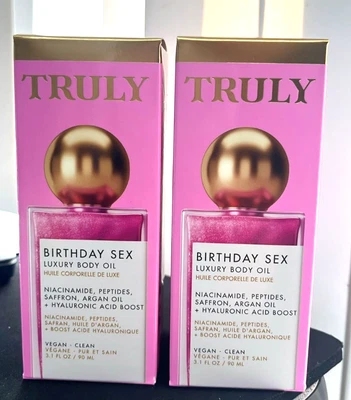 TRULY
BIRTHDAY SEX
LUXURY BODY OIL
HUILE CORPORELLE DE LUXE
NIACINAMIDE, PEPTIDES,
SAFFRON, ARGAN OIL
+ HYALURONIC ACID BOOST
NIACINAMIDE, PEPTIDES,
SAFRAN, HUILE D'ARGAN,
+ BOOST ACIDE HYALURONIQUE
VEGAN - CLEAN
VÉGANE - PUR ET SAIN
3.1 FL OZ / 90 ML
TRULY
BIRTHDAY SEX
LUXURY BODY OIL
HUILE CORPORELLE DE LUXE
NIACINAMIDE, PEPTIDES,
SAFFRON, ARGAN OIL
+ HYALURONIC ACID BOOST
NIACINAMIDE, PEPTIDES,
SAFRAN, HUILE D'ARGAN,
+ BOOST ACIDE HYALURONIQUE
VEGAN - CLEAN
VÉGANE - PUR ET SAIN
3.1 FL OZ / 90 ML